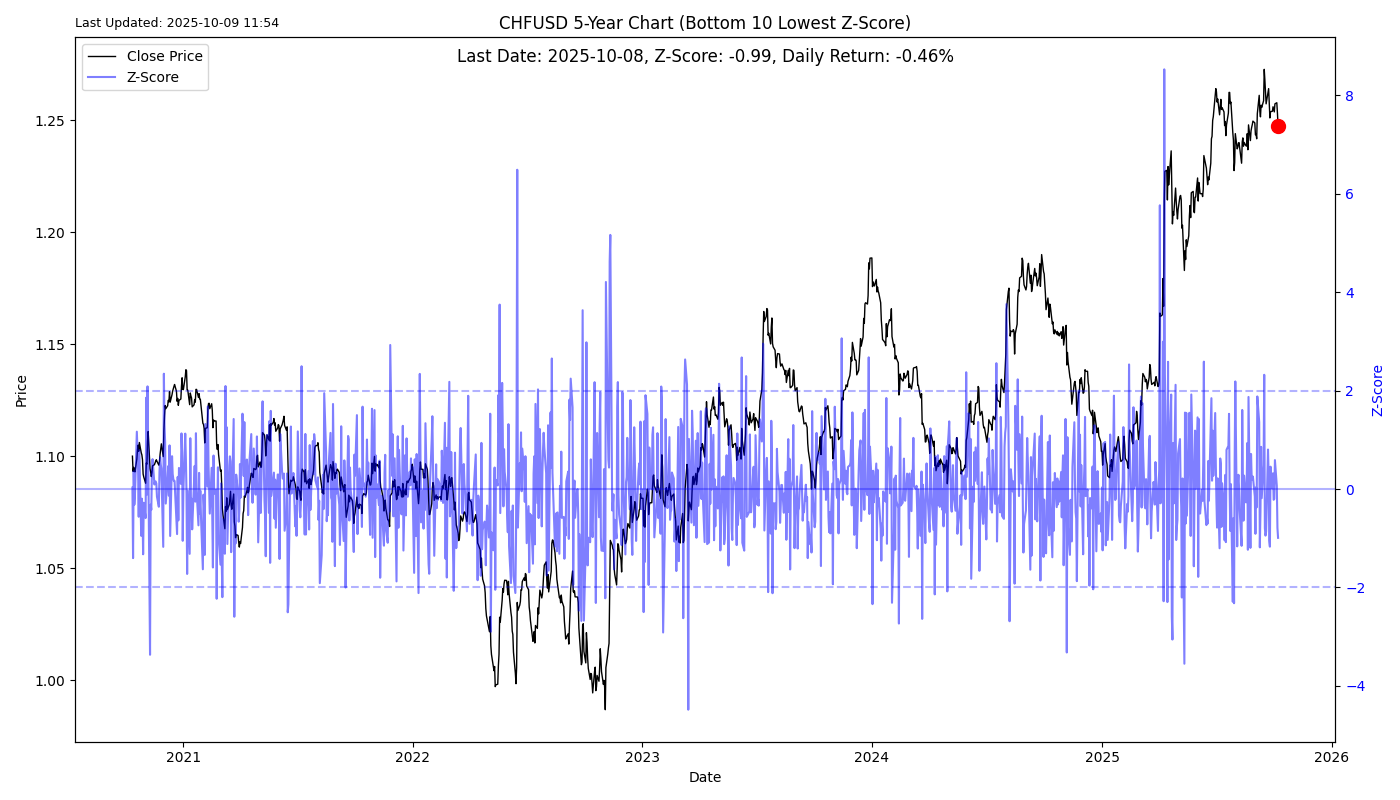 Last Updated: 2025-10-09 11:54
CHFUSD 5-Year Chart (Bottom 10 Lowest Z-Score)
Last Date: 2025-10-08, Z-Score: -0.99, Daily Return: -0.46%
Close Price
Z-Score
1.25
1.20
1.15
1.10
1.05
1.00
Price
8
6
4
2
0
−2
−4
Z-Score
2021
2022
2023
2024
2025
2026
Date